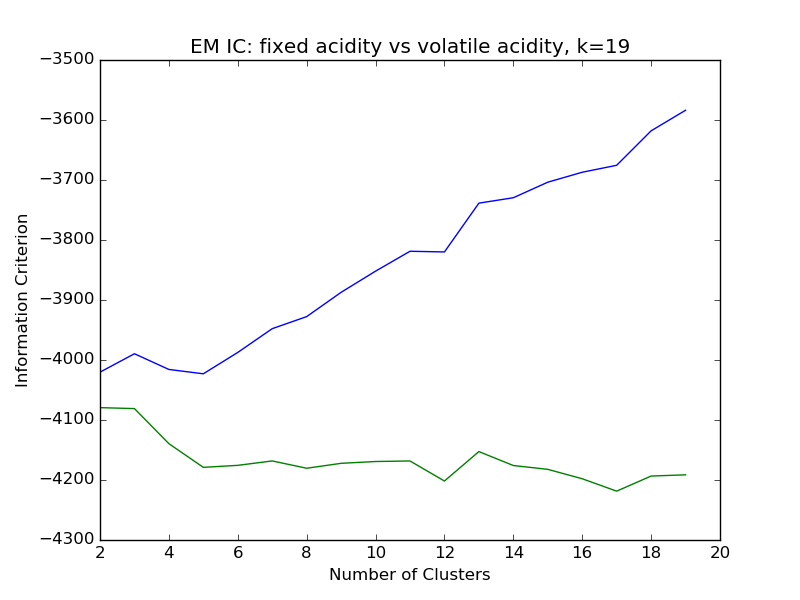 EM IC: fixed acidity vs volatile acidity, k=19
−3500
−3600
−3700
−3800
−3900
−4000
−4100
−4200
−4300
Information Criterion
2 4 6 8 10 12 14 16 18 20
Number of Clusters